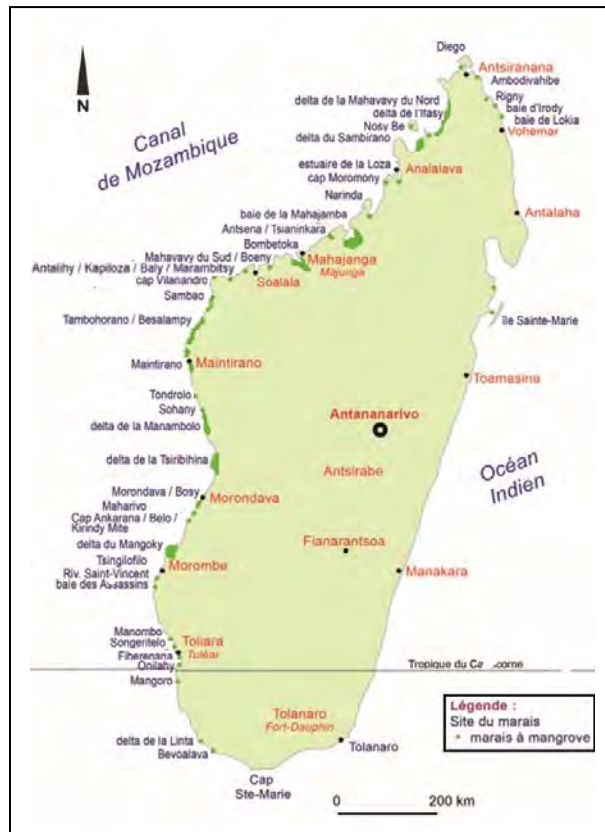 Diego
Antsiranana
Ambodivahibe
N
Canal
de Mozambique
delta de la Mahavavy du Nord
delta de l'Ifasy
Nosy Be
delta du Sambirano
Rigny
baie d'Irody
baie de Lokia
Vohemar
estuaire de la Loza
cap Moromony
Analalava
Narinda
Antalaha
baie de la Mahajamba
Antsena / Tsianinkara
Bombetoka
Mahajanga
Majunga
Mahavavy du Sud / Boeny
Antalihy / Kapiloza / Baly / Marambitsy
cap Vilanandro
Soalala
Sambao
île Sainte-Marie
Tambohorano / Besalampy
Maintirano
Maintirano
Toamasina
Tondrolo
Sohany
delta de la Manambolo
Antananarivo
delta de la Tsiribihina
Antsirabe
Océan
Indien
Morondava / Bosy
Morondava
Maharivo
Cap Ankarana / Belo /
Kirindy Mite
delta du Mangoky
Fianarantsoa
Tsingilofilo
Morombe
Manakara
Riv. Saint-Vincent
baie des Assassins
Manombo
Songeritelo
Toliara
Tuléar
Fiherenana
Onilahy
Tropique du
Mangoro
Légende :
Site du marais
marais à mangrove
Tolanaro
Fort-Dauphin
delta de la Linta
Bevoalava
Tolanaro
Cap
Ste-Marie
0 200 km